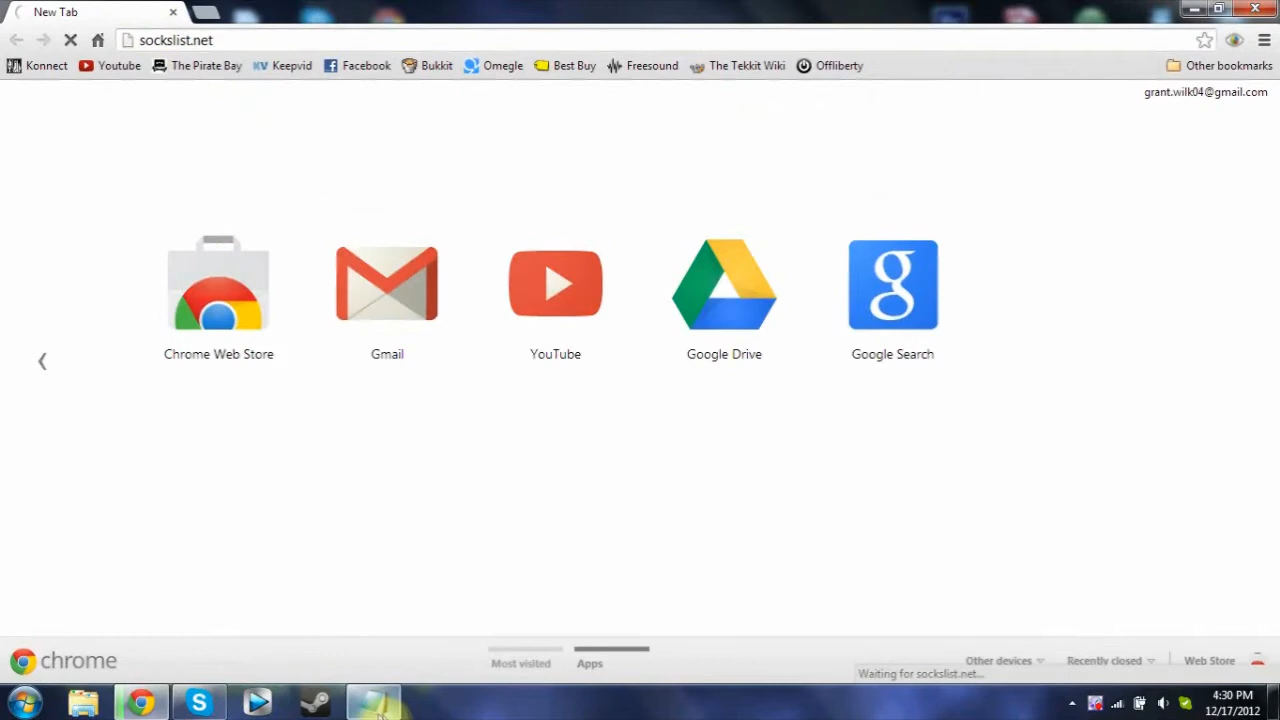 New Tab
sockslist.net
Konnect Youtube The Pirate Bay KV Keepvid Facebook Bukkit Omegle Best Buy Freesound The Tekkit Wiki Offliberty Other bookmarks
grant.wilk04@gmail.com
Chrome Web Store Gmail YouTube Google Drive Google Search
chrome Most visited Apps Other devices Recently closed Web Store
Waiting for sockslist.net...
4:30 PM
12/17/2012